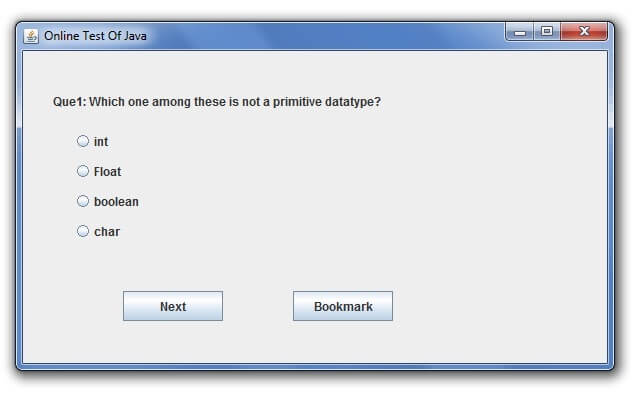 Online Test Of Java
Que1: Which one among these is not a primitive datatype?
int
Float
boolean
char
Next Bookmark